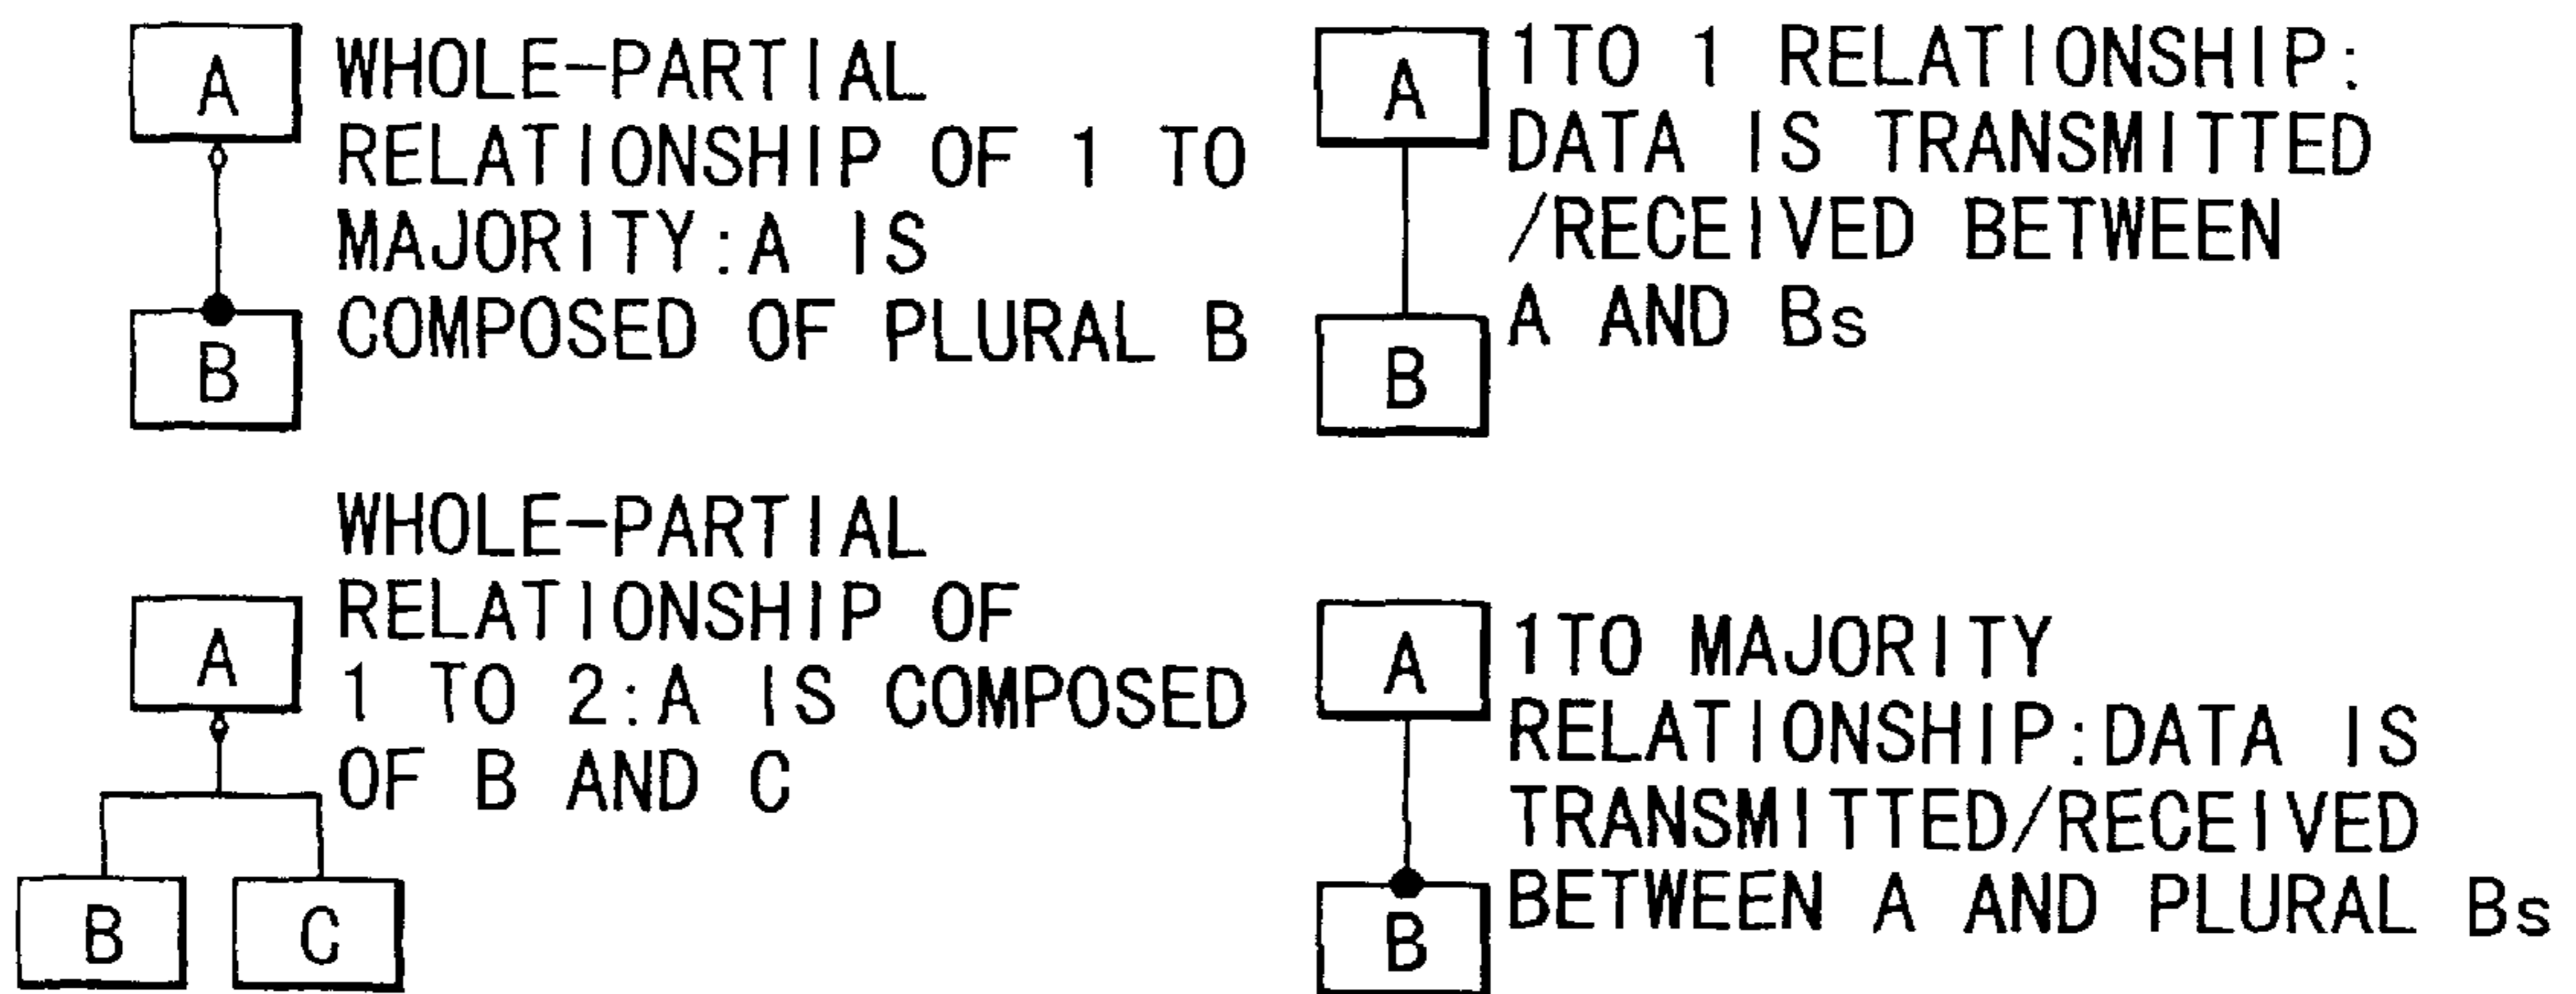 A
WHOLE-PARTIAL
RELATIONSHIP OF 1 TO
MAJORITY:A IS
COMPOSED OF PLURAL B
B
A
1TO 1 RELATIONSHIP:
DATA IS TRANSMITTED
/RECEIVED BETWEEN
A AND Bs
B
WHOLE-PARTIAL
RELATIONSHIP OF
1 TO 2:A IS COMPOSED
OF B AND C
A
B
C
A
1TO MAJORITY
RELATIONSHIP:DATA IS
TRANSMITTED/RECEIVED
BETWEEN A AND PLURAL Bs
B